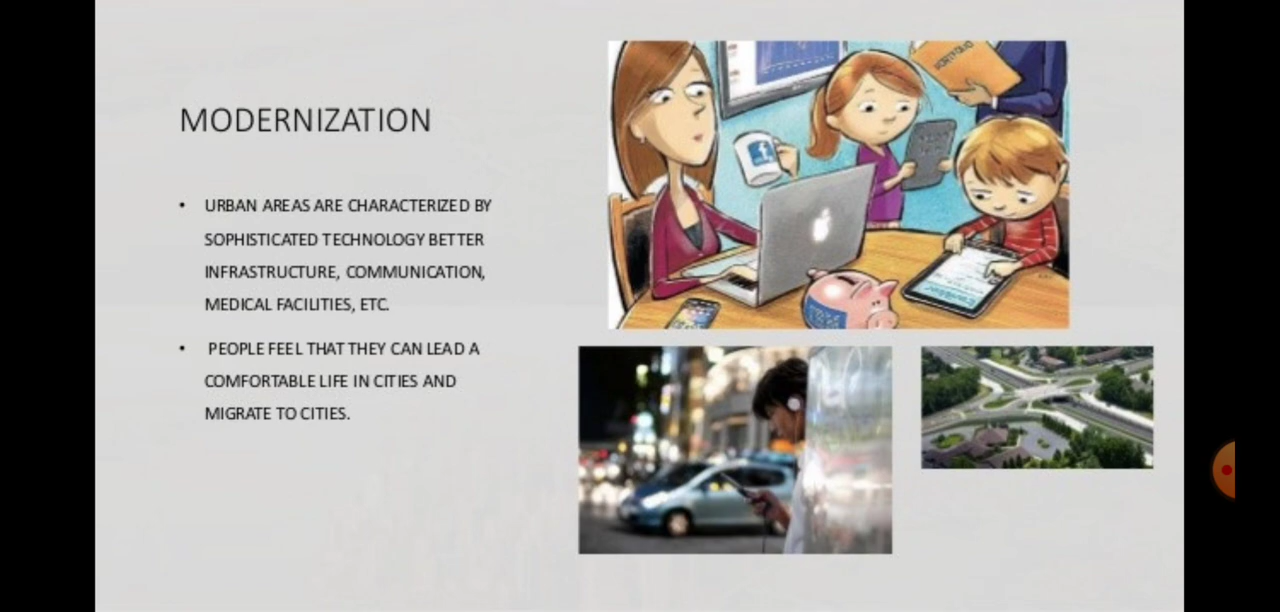 MODERNIZATION
• URBAN AREAS ARE CHARACTERIZED BY
SOPHISTICATED TECHNOLOGY BETTER
INFRASTRUCTURE, COMMUNICATION,
MEDICAL FACILITIES, ETC.
• PEOPLE FEEL THAT THEY CAN LEAD A
COMFORTABLE LIFE IN CITIES AND
MIGRATE TO CITIES.
PORTFOLIO
f